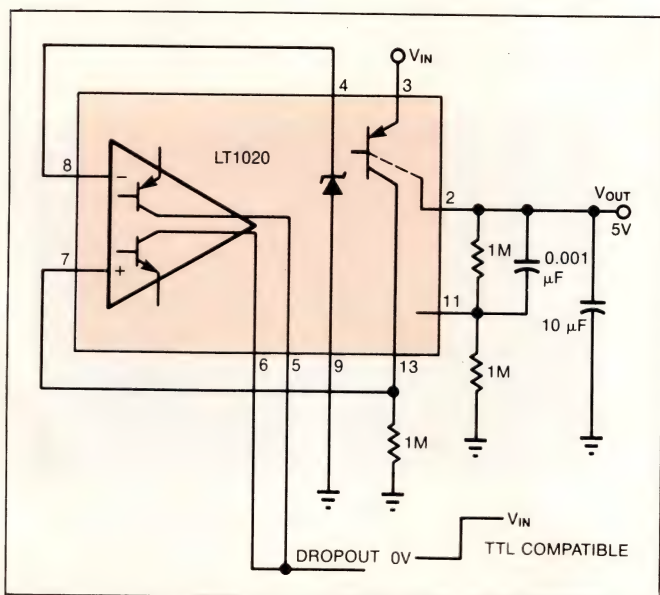 VIN
4
3
8
−
LT1020
2
VOUT
5V
1M
0.001
µF
7
+
11
10 µF
6
5
9
13
1M
1M
VIN
DROPOUT 0V
TTL COMPATIBLE